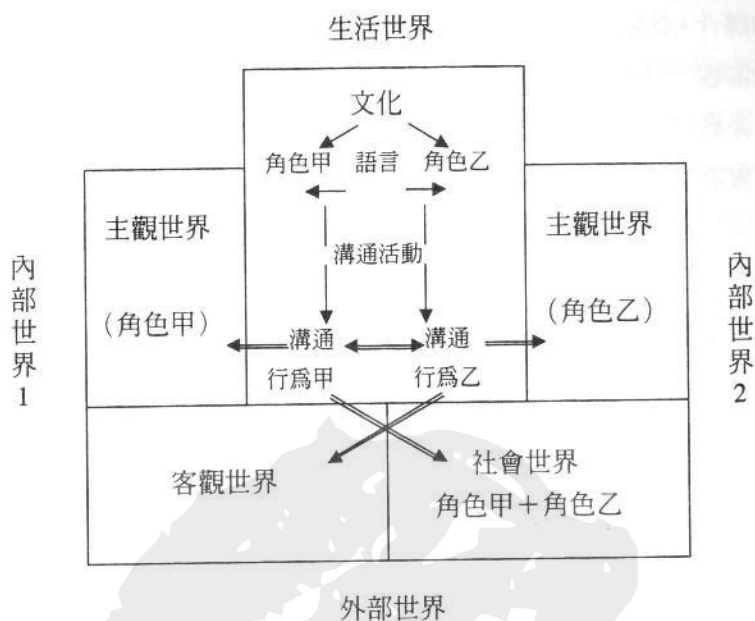 生活世界
文化
角色甲 語言 角色乙
主觀世界
主觀世界
溝通活動
內部世界1
內部世界2
（角色甲）
（角色乙）
溝通 溝通
行爲甲 行爲乙
客觀世界
社會世界
角色甲＋角色乙
外部世界